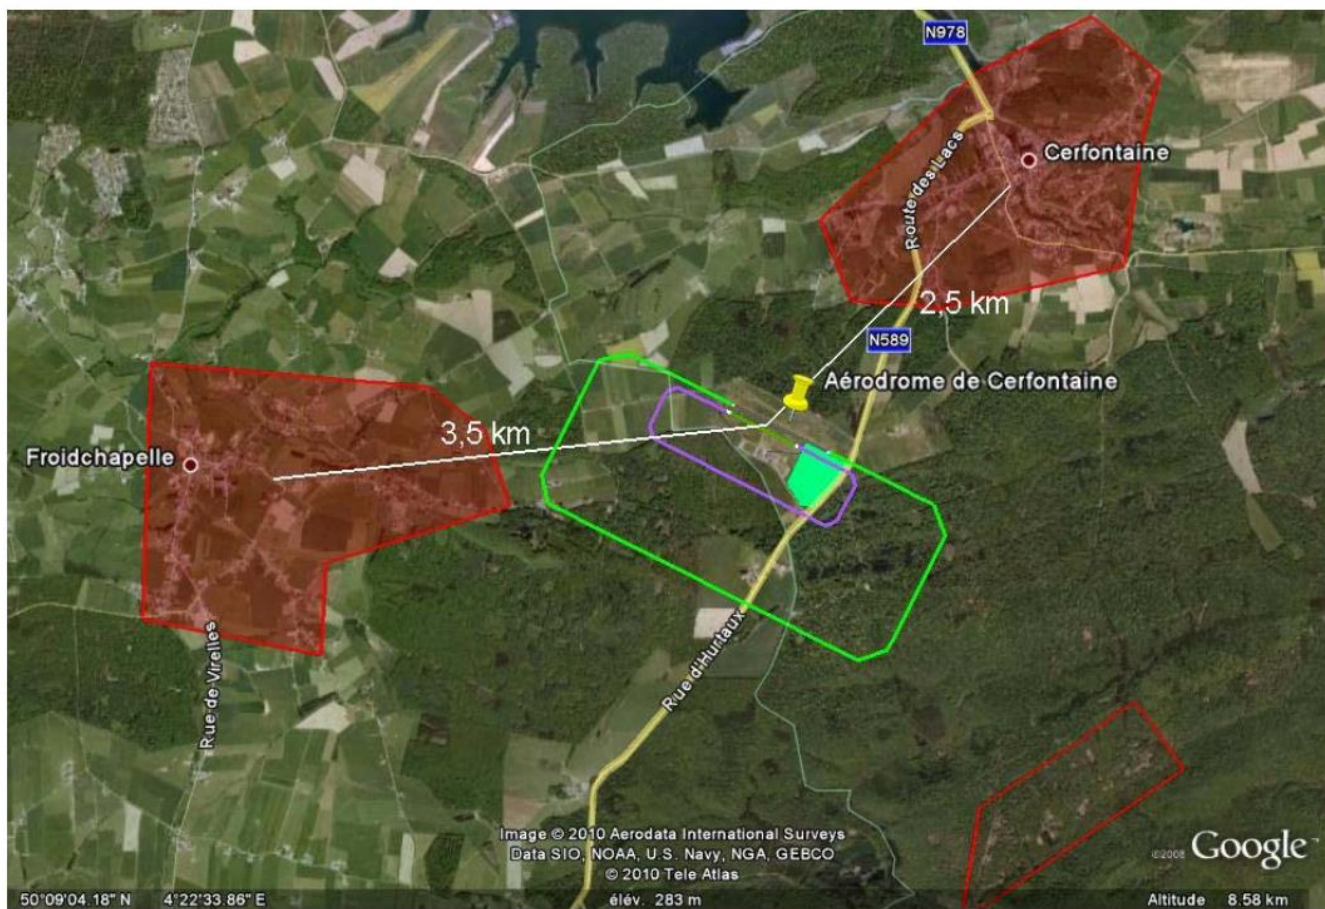 N978
Cerfontaine
Route des Lacs
2,5 km
N589
Aérodrome de Cerfontaine
3,5 km
Froidchapelle
Rue d'Hurtaux
Rue de Virelles
Image © 2010 Aerodata International Surveys
Data SIO, NOAA, U.S. Navy, NGA, GEBCO
© 2010 Tele Atlas
©2008 Google
50°09'04.18" N 4°22'33.86" E élév. 283 m Altitude 8.58 km